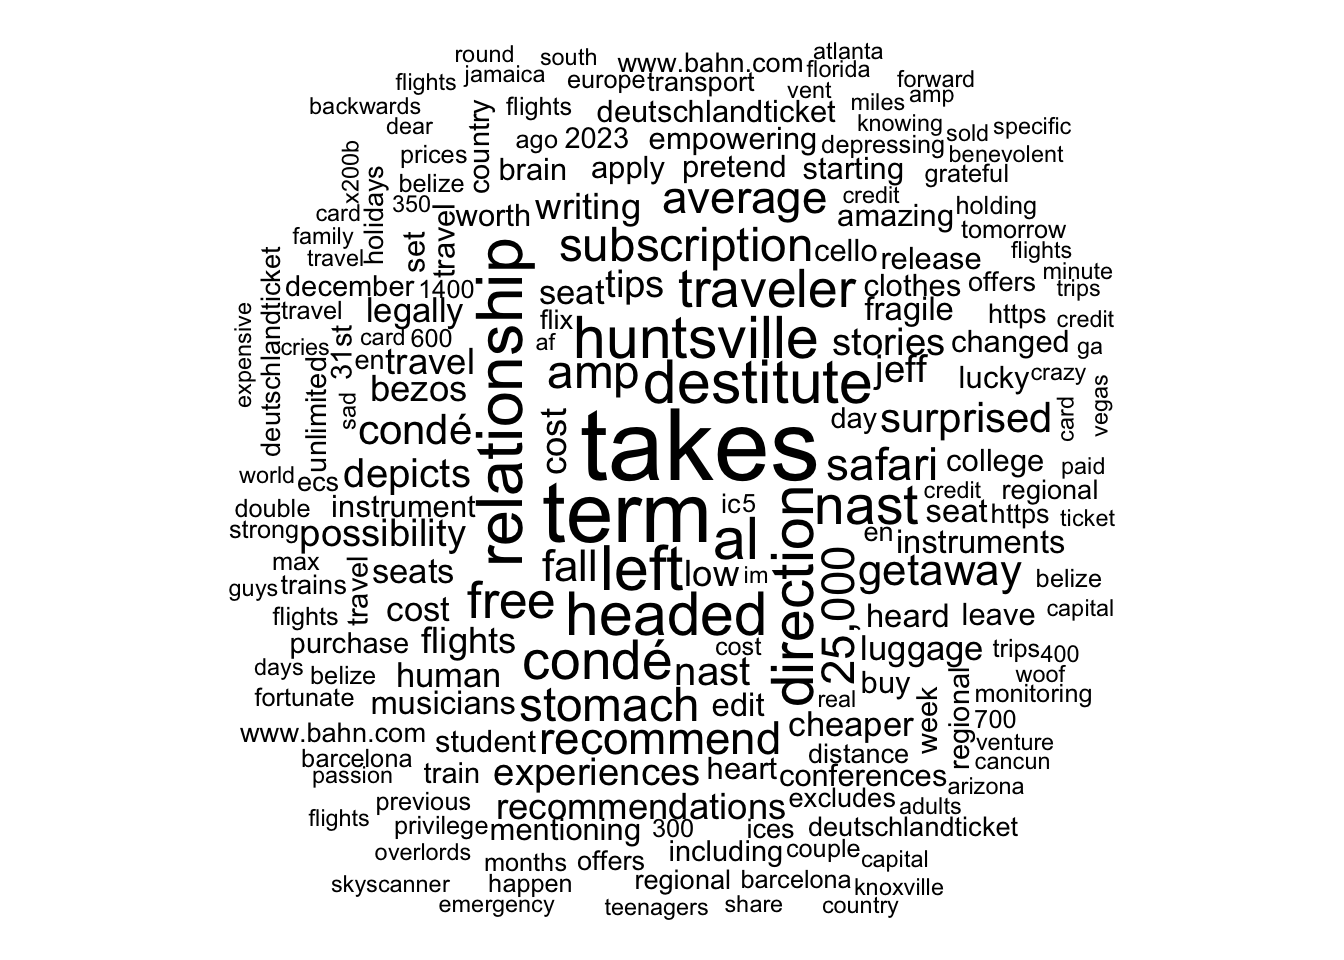 round
south
www.bahn.com
atlanta
flights
jamaica
europe
transport
florida
forward
backwards
flights
deutschlandticket
vent
miles
amp
dear
country
ago
2023
empowering
knowing
depressing
sold
specific
x200b
prices
brain
apply
pretend
starting
benevolent
holidays
belize
grateful
card
350
travel
worth
writing
average
credit
amazing
holding
family
travel
set
subscription
cello
release
tomorrow
flights
deutschlandticket
december
1400
relationship
seat
tips
traveler
clothes
offers
minute
trips
travel
legally
flix
huntsville
fragile
https
credit
expensive
cries
unlimited
31st
card
600
af
stories
changed
ga
en
travel
amp
destitute
jeff
lucky
crazy
sad
bezos
card
vegas
condé
cost
takes
day
surprised
world
ecs
depicts
safari
college
paid
double
instrument
term
ic5
direction
nast
credit
regional
strong
possibility
al
seat
https
ticket
en
instruments
max
travel
seats
fall
left
low
im
25,000
getaway
belize
guys
trains
free
flights
cost
headed
heard
leave
capital
purchase
flights
cost
luggage
trips
400
days
belize
human
condé
nast
buy
woof
fortunate
musicians
stomach
edit
real
week
regional
monitoring
www.bahn.com
student
recommend
cheaper
700
venture
barcelona
distance
cancun
passion
train
experiences
heart
conferences
arizona
previous
recommendations
excludes
adults
flights
privilege
mentioning
300
ices
deutschlandticket
overlords
months
offers
including
couple
capital
skyscanner
happen
regional
barcelona
knoxville
emergency
teenagers
share
country